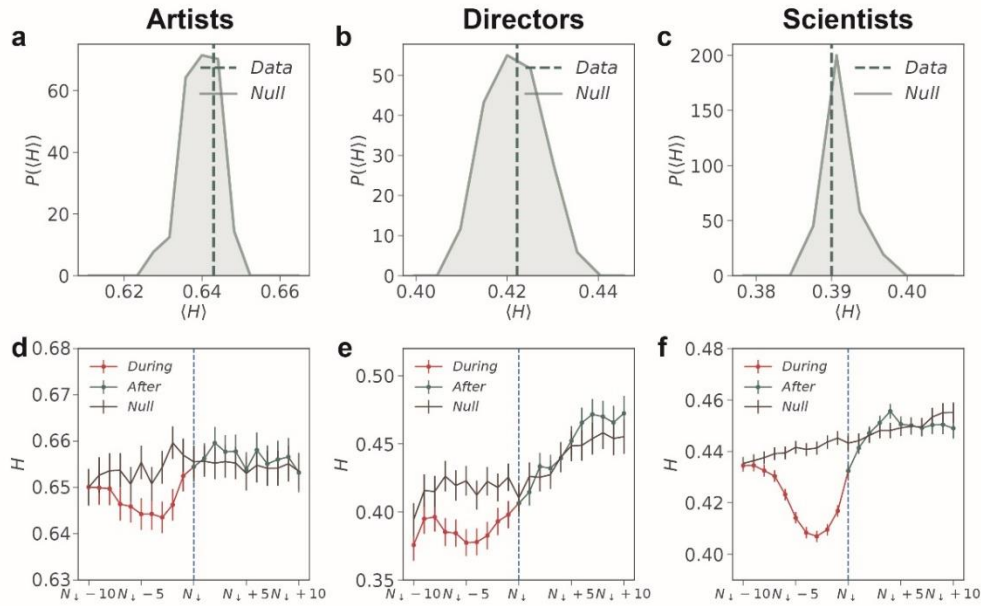 Artists
Directors
Scientists
a
60
40
20
0
P(⟨H⟩)
0.62
0.64
0.66
⟨H⟩
Data
Null
b
50
40
30
20
10
0
P(⟨H⟩)
0.40
0.42
0.44
⟨H⟩
Data
Null
c
200
150
100
50
0
P(⟨H⟩)
0.38
0.39
0.40
⟨H⟩
Data
Null
d
0.68
0.67
0.66
0.65
0.64
0.63
H
During
After
Null
N↓ − 10 N↓ − 5 N↓ N↓ + 5 N↓ + 10
e
0.50
0.45
0.40
0.35
H
During
After
Null
N↓ − 10 N↓ − 5 N↓ N↓ + 5 N↓ + 10
f
0.48
0.46
0.44
0.42
0.40
H
During
After
Null
N↓ − 10 N↓ − 5 N↓ N↓ + 5 N↓ + 10